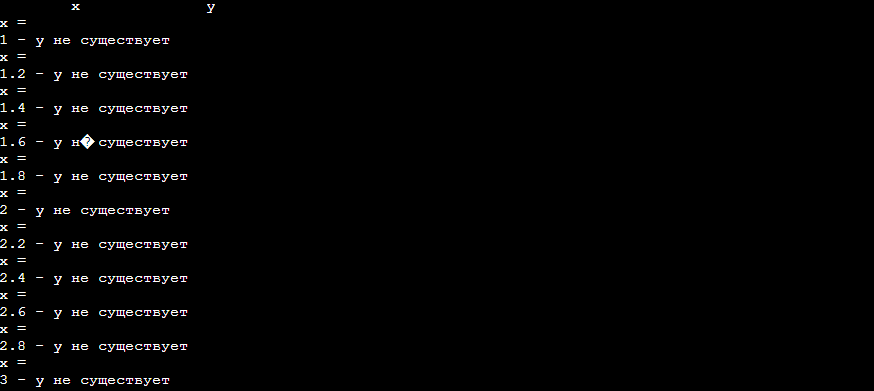 x y
x =
1 - y не существует
x =
1.2 - y не существует
x =
1.4 - y не существует
x =
1.6 - y н� существует
x =
1.8 - y не существует
x =
2 - y не существует
x =
2.2 - y не существует
x =
2.4 - y не существует
x =
2.6 - y не существует
x =
2.8 - y не существует
x =
3 - y не существует